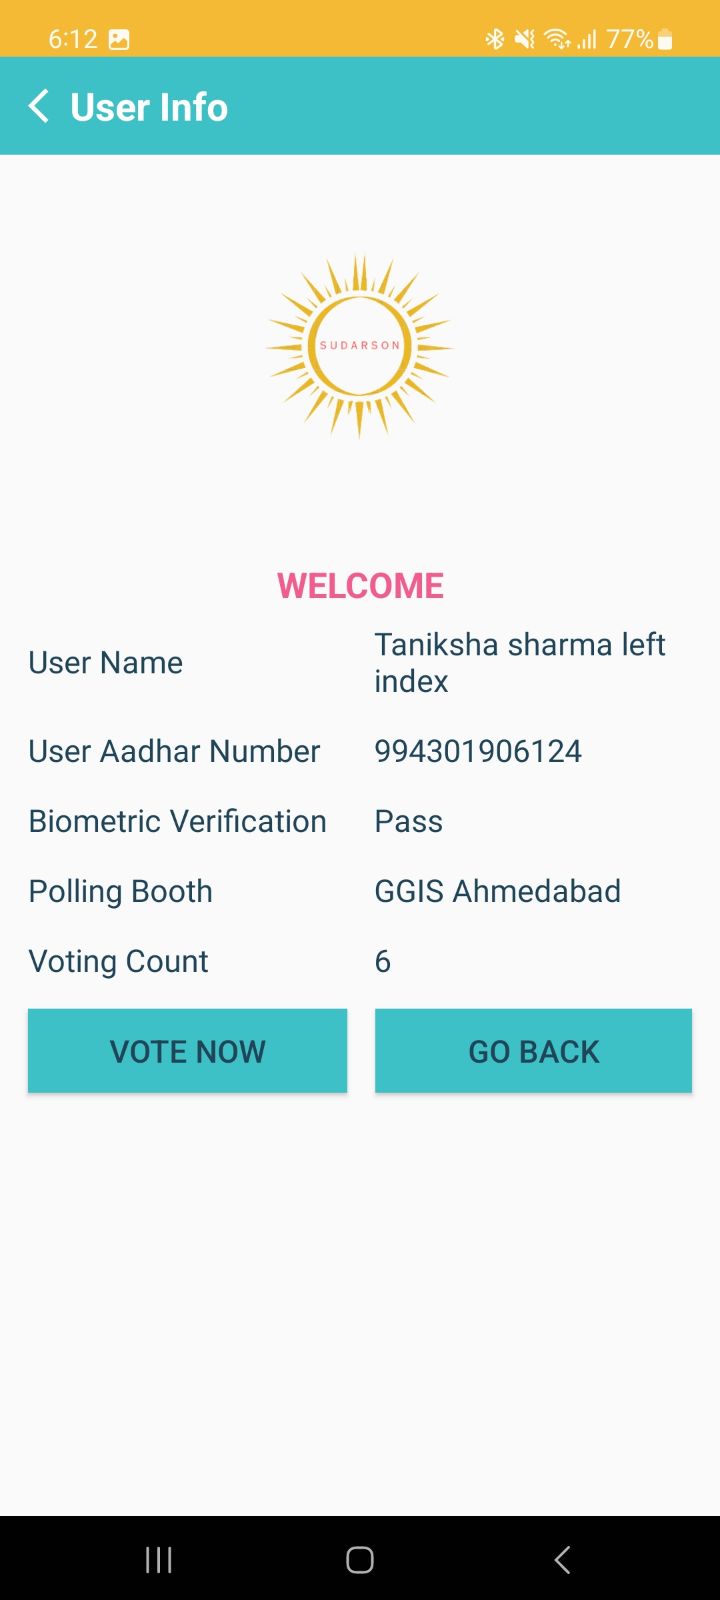 6:12
77%
User Info
SUDARSON
WELCOME
User Name
Taniksha sharma left
index
User Aadhar Number
994301906124
Biometric Verification
Pass
Polling Booth
GGIS Ahmedabad
Voting Count
6
VOTE NOW
GO BACK